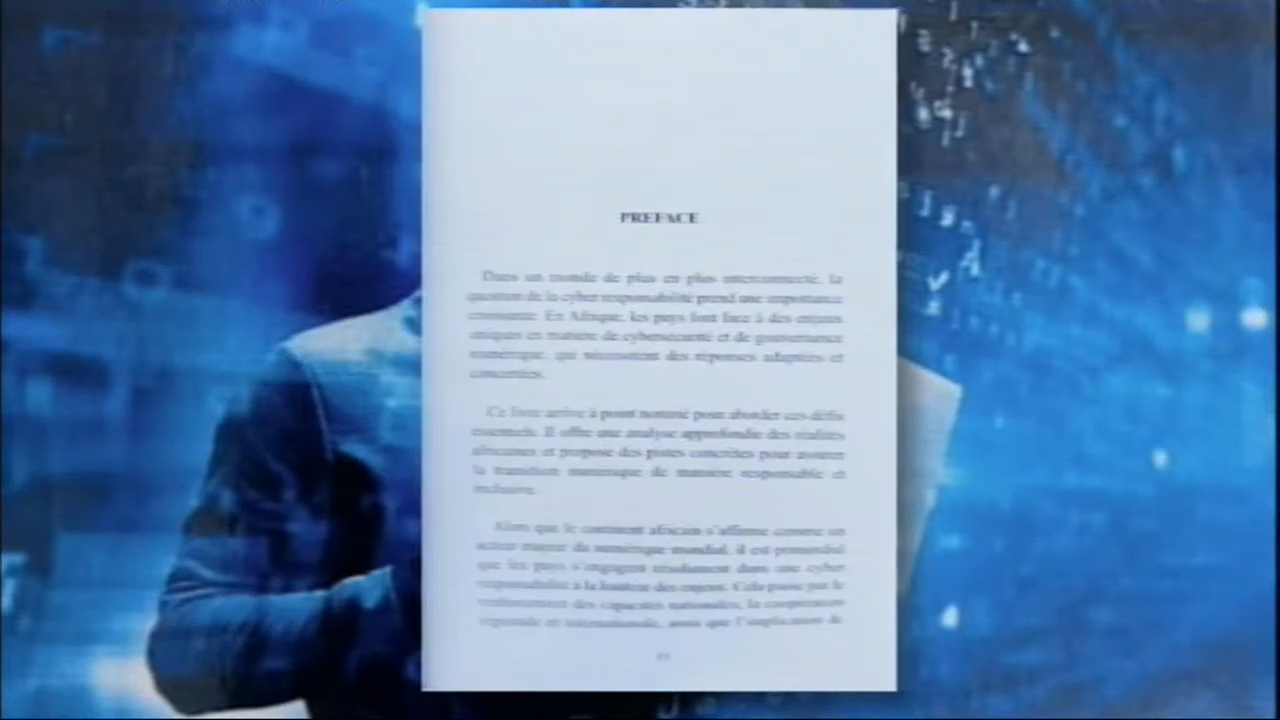 PREFACE
Dans un monde de plus en plus interconnecté, la
question de la cyber responsabilité prend une importance
croissante. En Afrique, les pays font face à des enjeux
uniques en matière de cybersécurité et de gouvernance
numérique, qui nécessitent des réponses adaptées et
concertées.
Ce livre arrive à point nommé pour aborder ces défis
essentiels. Il offre une analyse approfondie des réalités
africaines et propose des pistes concrètes pour assurer
la transition numérique de manière responsable et
inclusive.
Alors que le continent africain s'affirme comme un
acteur majeur du numérique mondial, il est primordial
que les pays s'engagent résolument dans une cyber
responsabilité à la hauteur des enjeux. Cela passe par le
renforcement des capacités nationales, la coopération
régionale et internationale, ainsi que l'implication de